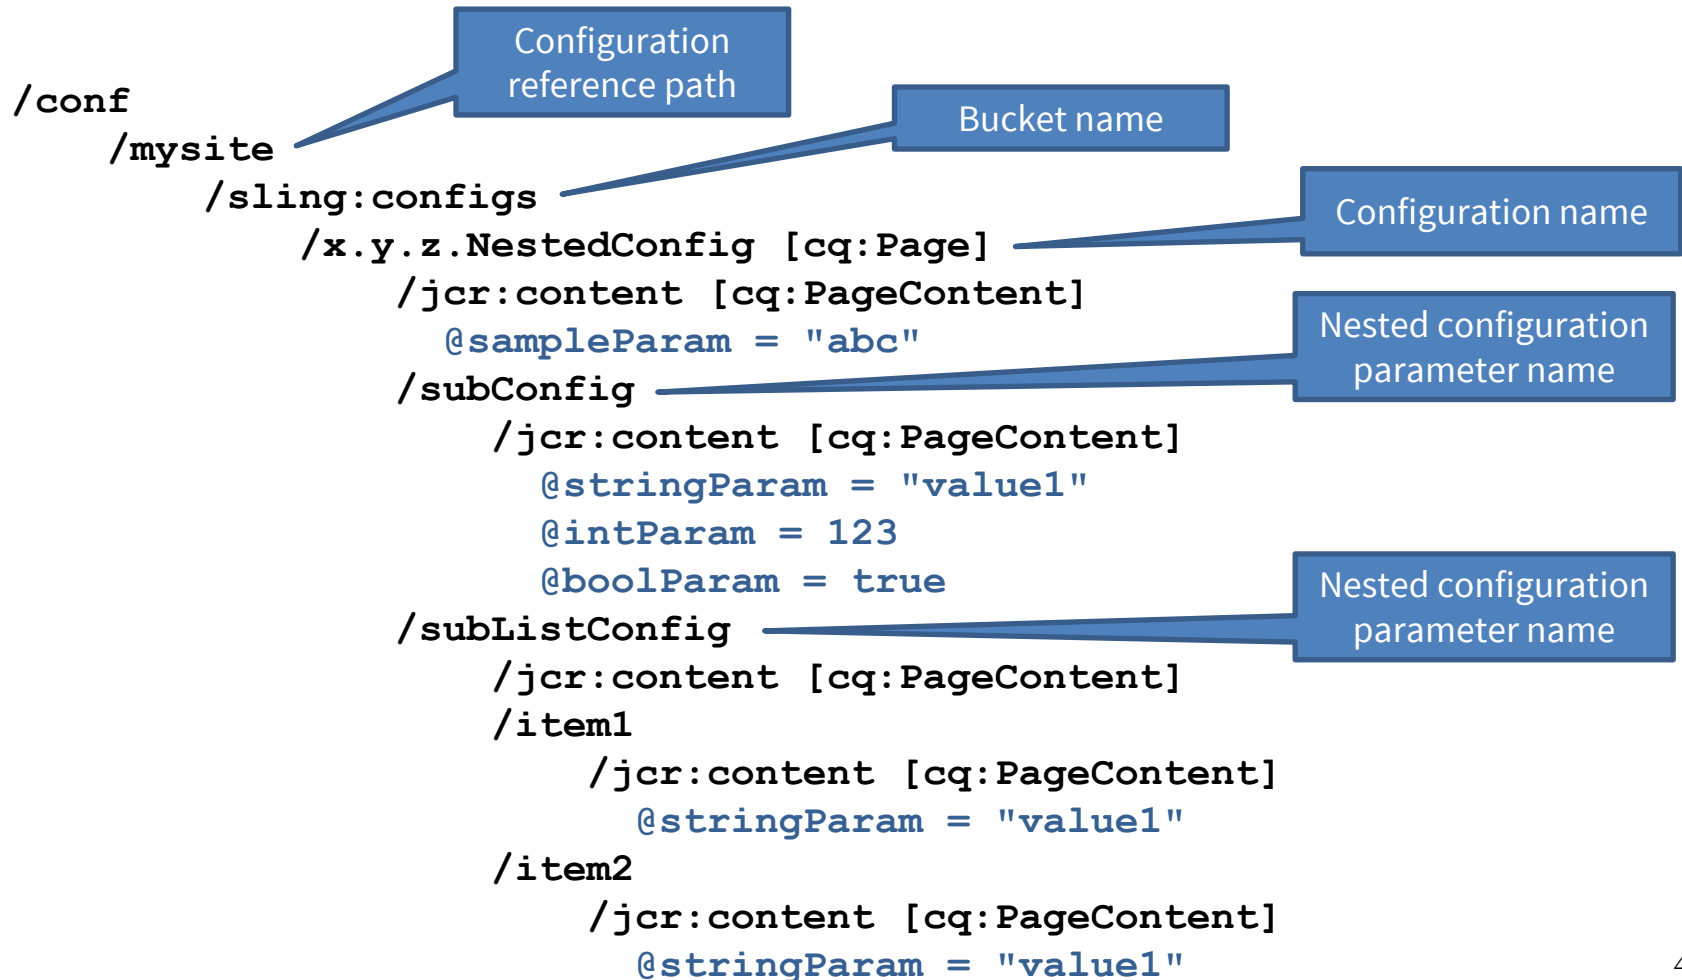 Configuration
reference path
/conf
Bucket name
/mysite
/sling:configs
Configuration name
/x.y.z.NestedConfig [cq:Page]
/jcr:content [cq:PageContent]
Nested configuration
parameter name
@sampleParam = "abc"
/subConfig
/jcr:content [cq:PageContent]
@stringParam = "value1"
@intParam = 123
@boolParam = true
Nested configuration
parameter name
/subListConfig
/jcr:content [cq:PageContent]
/item1
/jcr:content [cq:PageContent]
@stringParam = "value1"
/item2
/jcr:content [cq:PageContent]
@stringParam = "value1"